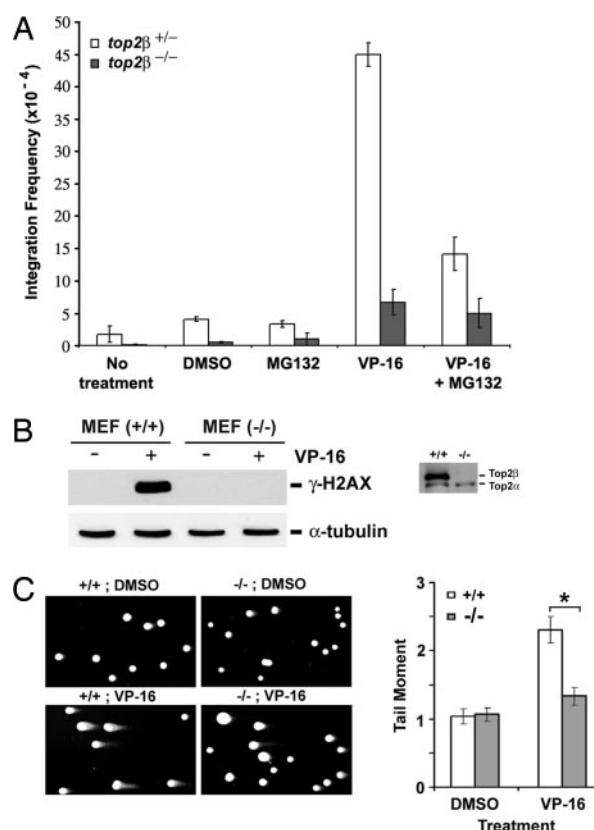 A
top2β +/−
top2β −/−
Integration Frequency (x10 -4)
50
45
40
35
30
25
20
15
10
5
0
No treatment
DMSO
MG132
VP-16
VP-16 + MG132
B
MEF (+/+) MEF (-/-)
- + - + VP-16
γ-H2AX
α-tubulin
+/+ -/-
Top2β
Top2α
C
+/+ ; DMSO
-/- ; DMSO
+/+ ; VP-16
-/- ; VP-16
+/+
-/-
*
Tail Moment
3
2
1
0
DMSO
VP-16
Treatment